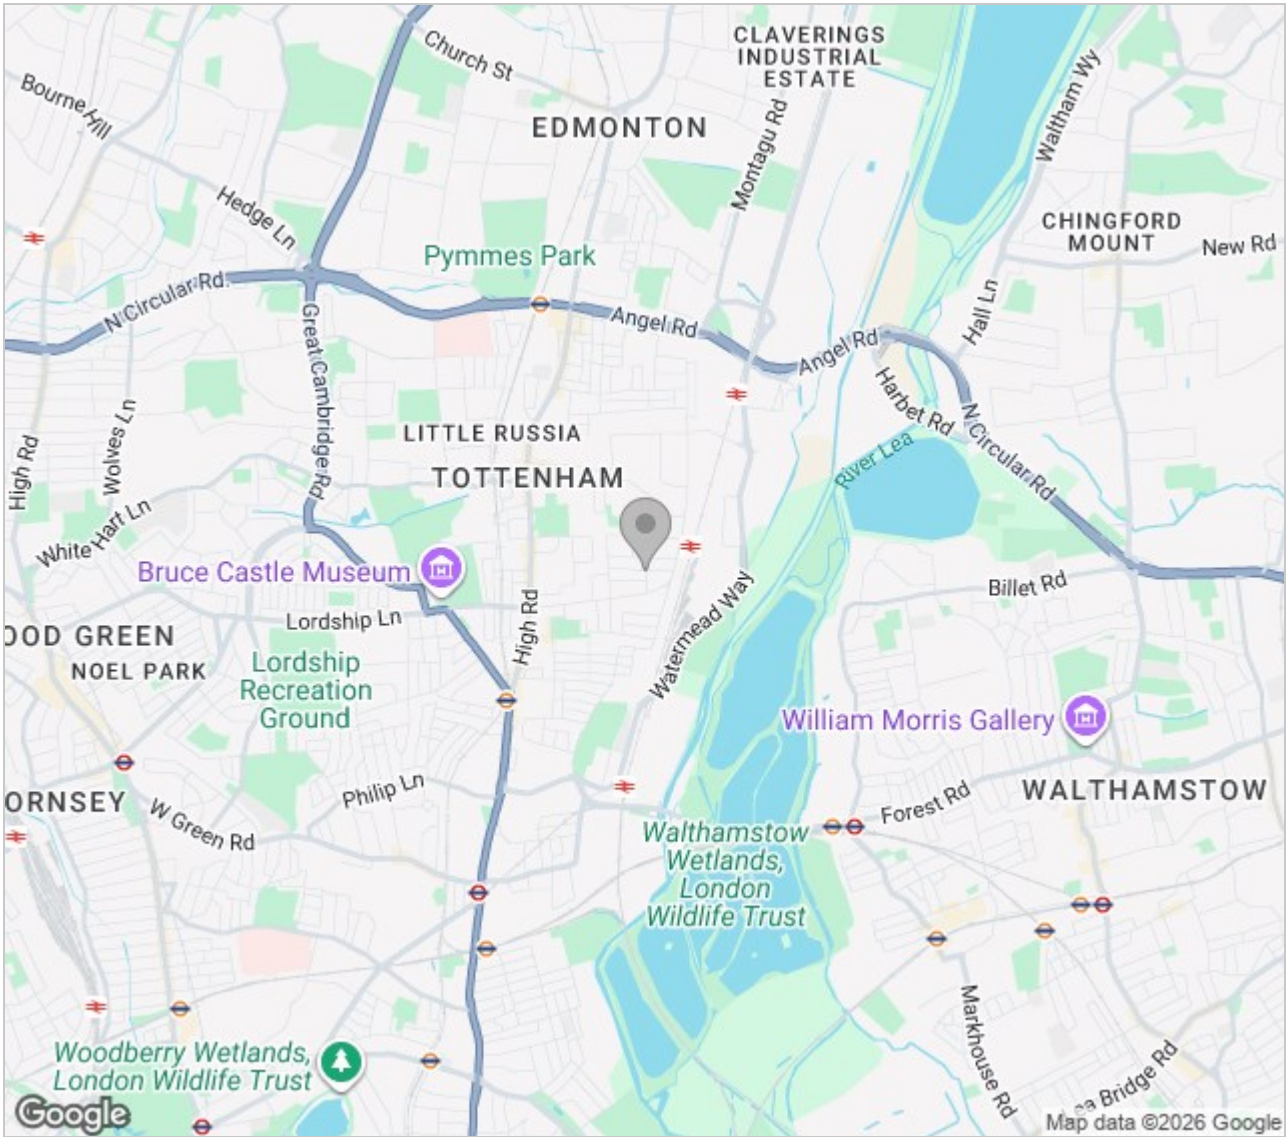 CLAVERINGS
INDUSTRIAL
ESTATE
Church St
Waltham Wy
Bourne Hill
Montagu Rd
EDMONTON
Hedge Ln
CHINGFORD
MOUNT
New Rd
Pymmes Park
N Circular Rd
Angel Rd
Hall Ln
Great Cambridge Rd
Angel Rd
Harbet Rd
N Circular Rd
Wolves Ln
High Rd
LITTLE RUSSIA
TOTTENHAM
River Lea
White Hart Ln
Bruce Castle Museum
Billet Rd
Lordship Ln
High Rd
Watermead Way
OOD GREEN
NOEL PARK
Lordship
Recreation
Ground
William Morris Gallery
Philip Ln
Forest Rd
WALTHAMSTOW
ORNSEY
W Green Rd
Walthamstow
Wetlands,
London
Wildlife Trust
Markhouse Rd
Woodberry Wetlands,
London Wildlife Trust
ea Bridge Rd
Google
Map data ©2026 Google